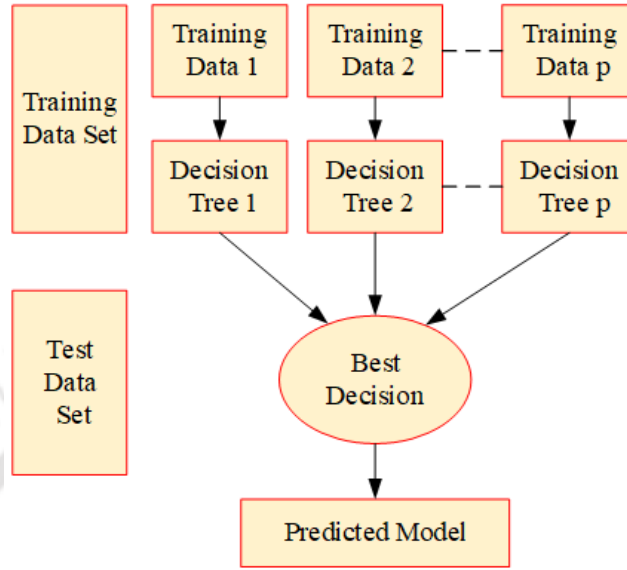 Training
Data Set
Training
Data 1
Training
Data 2
Training
Data p
Decision
Tree 1
Decision
Tree 2
Decision
Tree p
Test
Data
Set
Best
Decision
Predicted Model